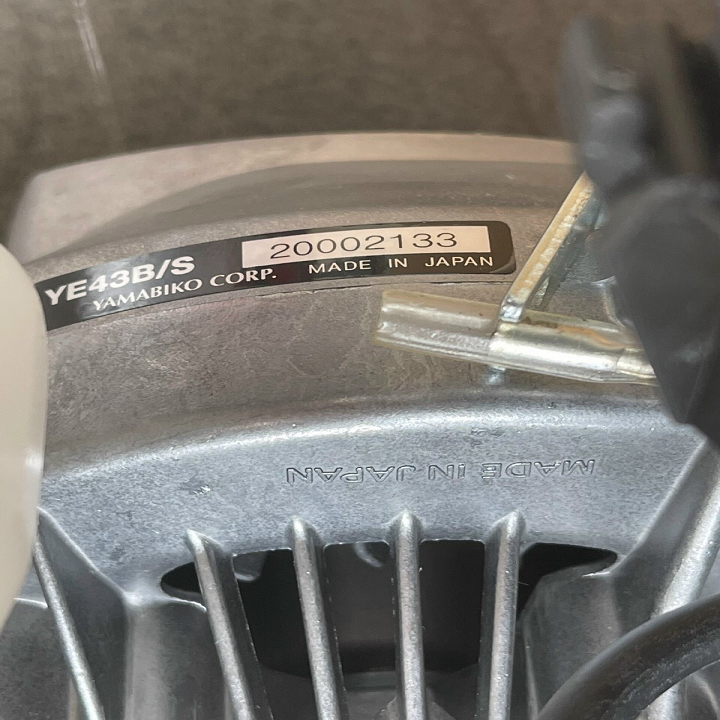 YE43B/S 20002133
YAMABIKO CORP. MADE IN JAPAN
MADE IN JAPAN